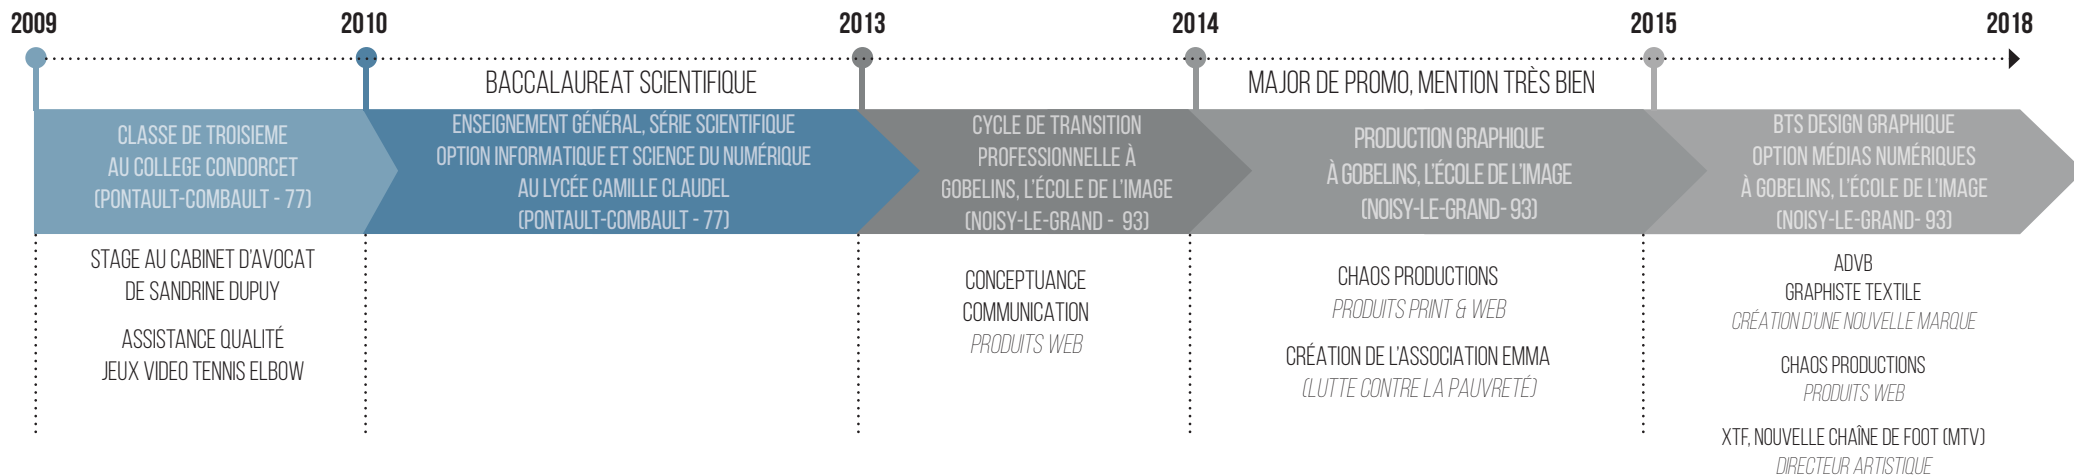 2009
2010
2013
2014
2015
2018
BACCALAUREAT SCIENTIFIQUE
MAJOR DE PROMO, MENTION TRÈS BIEN
CLASSE DE TROISIEME
AU COLLEGE CONDORCET
(PONTAULT-COMBAULT - 77)
ENSEIGNEMENT GÉNÉRAL, SÉRIE SCIENTIFIQUE
OPTION INFORMATIQUE ET SCIENCE DU NUMÉRIQUE
AU LYCÉE CAMILLE CLAUDEL
(PONTAULT-COMBAULT - 77)
CYCLE DE TRANSITION
PROFESSIONNELLE À
GOBELINS, L'ÉCOLE DE L'IMAGE
(NOISY-LE-GRAND - 93)
PRODUCTION GRAPHIQUE
À GOBELINS, L'ÉCOLE DE L'IMAGE
(NOISY-LE-GRAND- 93)
BTS DESIGN GRAPHIQUE
OPTION MÉDIAS NUMÉRIQUES
À GOBELINS, L'ÉCOLE DE L'IMAGE
(NOISY-LE-GRAND- 93)
STAGE AU CABINET D'AVOCAT
DE SANDRINE DUPUY
ASSISTANCE QUALITÉ
JEUX VIDEO TENNIS ELBOW
CONCEPTUANCE
COMMUNICATION
PRODUITS WEB
CHAOS PRODUCTIONS
PRODUITS PRINT & WEB
CRÉATION DE L'ASSOCIATION EMMA
(LUTTE CONTRE LA PAUVRETÉ)
ADVB
GRAPHISTE TEXTILE
CRÉATION D'UNE NOUVELLE MARQUE
CHAOS PRODUCTIONS
PRODUITS WEB
XTF, NOUVELLE CHAÎNE DE FOOT (MTV)
DIRECTEUR ARTISTIQUE